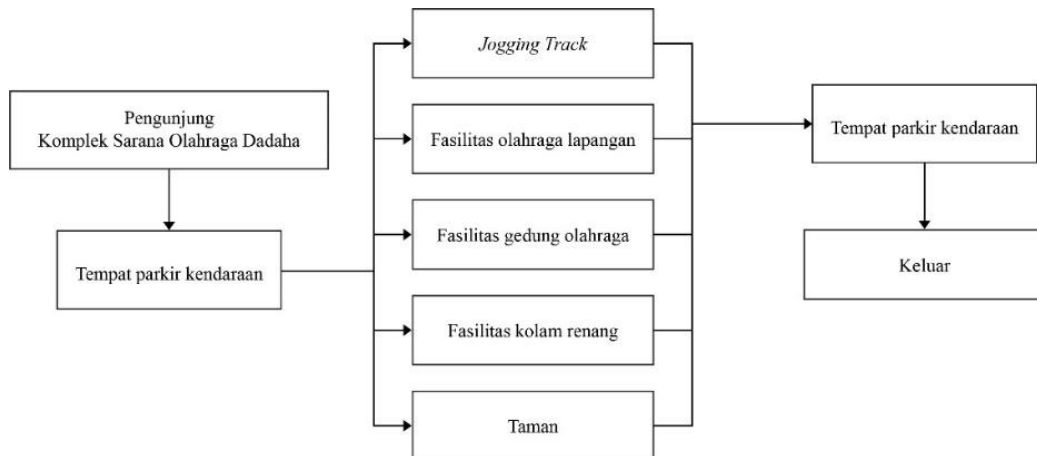 Pengunjung
Komplek Sarana Olahraga Dadaha
Tempat parkir kendaraan
Jogging Track
Fasilitas olahraga lapangan
Fasilitas gedung olahraga
Fasilitas kolam renang
Taman
Tempat parkir kendaraan
Keluar